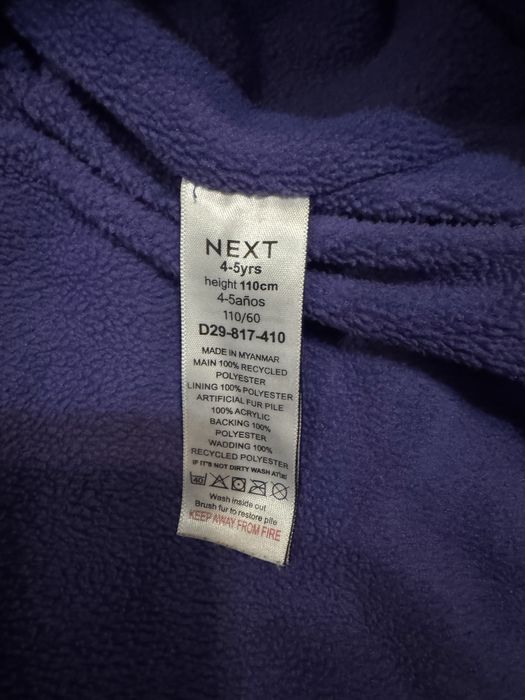 NEXT
4-5yrs
height 110cm
4-5años
110/60
D29-817-410
MADE IN MYANMAR
MAIN 100% RECYCLED
POLYESTER
LINING 100% POLYESTER
ARTIFICIAL FUR PILE
100% ACRYLIC
BACKING 100%
POLYESTER
WADDING 100%
RECYCLED POLYESTER
IF IT'S NOT DIRTY WASH AT
40
Wash inside out
Brush fur to restore pile
KEEP AWAY FROM FIRE